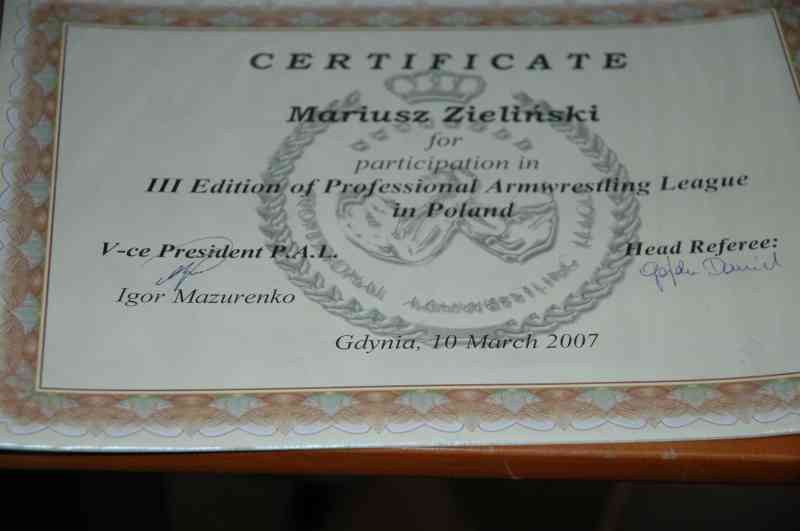 CERTIFICATE
Mariusz Zieliński
for
participation in
III Edition of Professional Armwrestling League
in Poland
V-ce President P.A.L.
Head Referee:
Igor Mazurenko
Gdynia, 10 March 2007